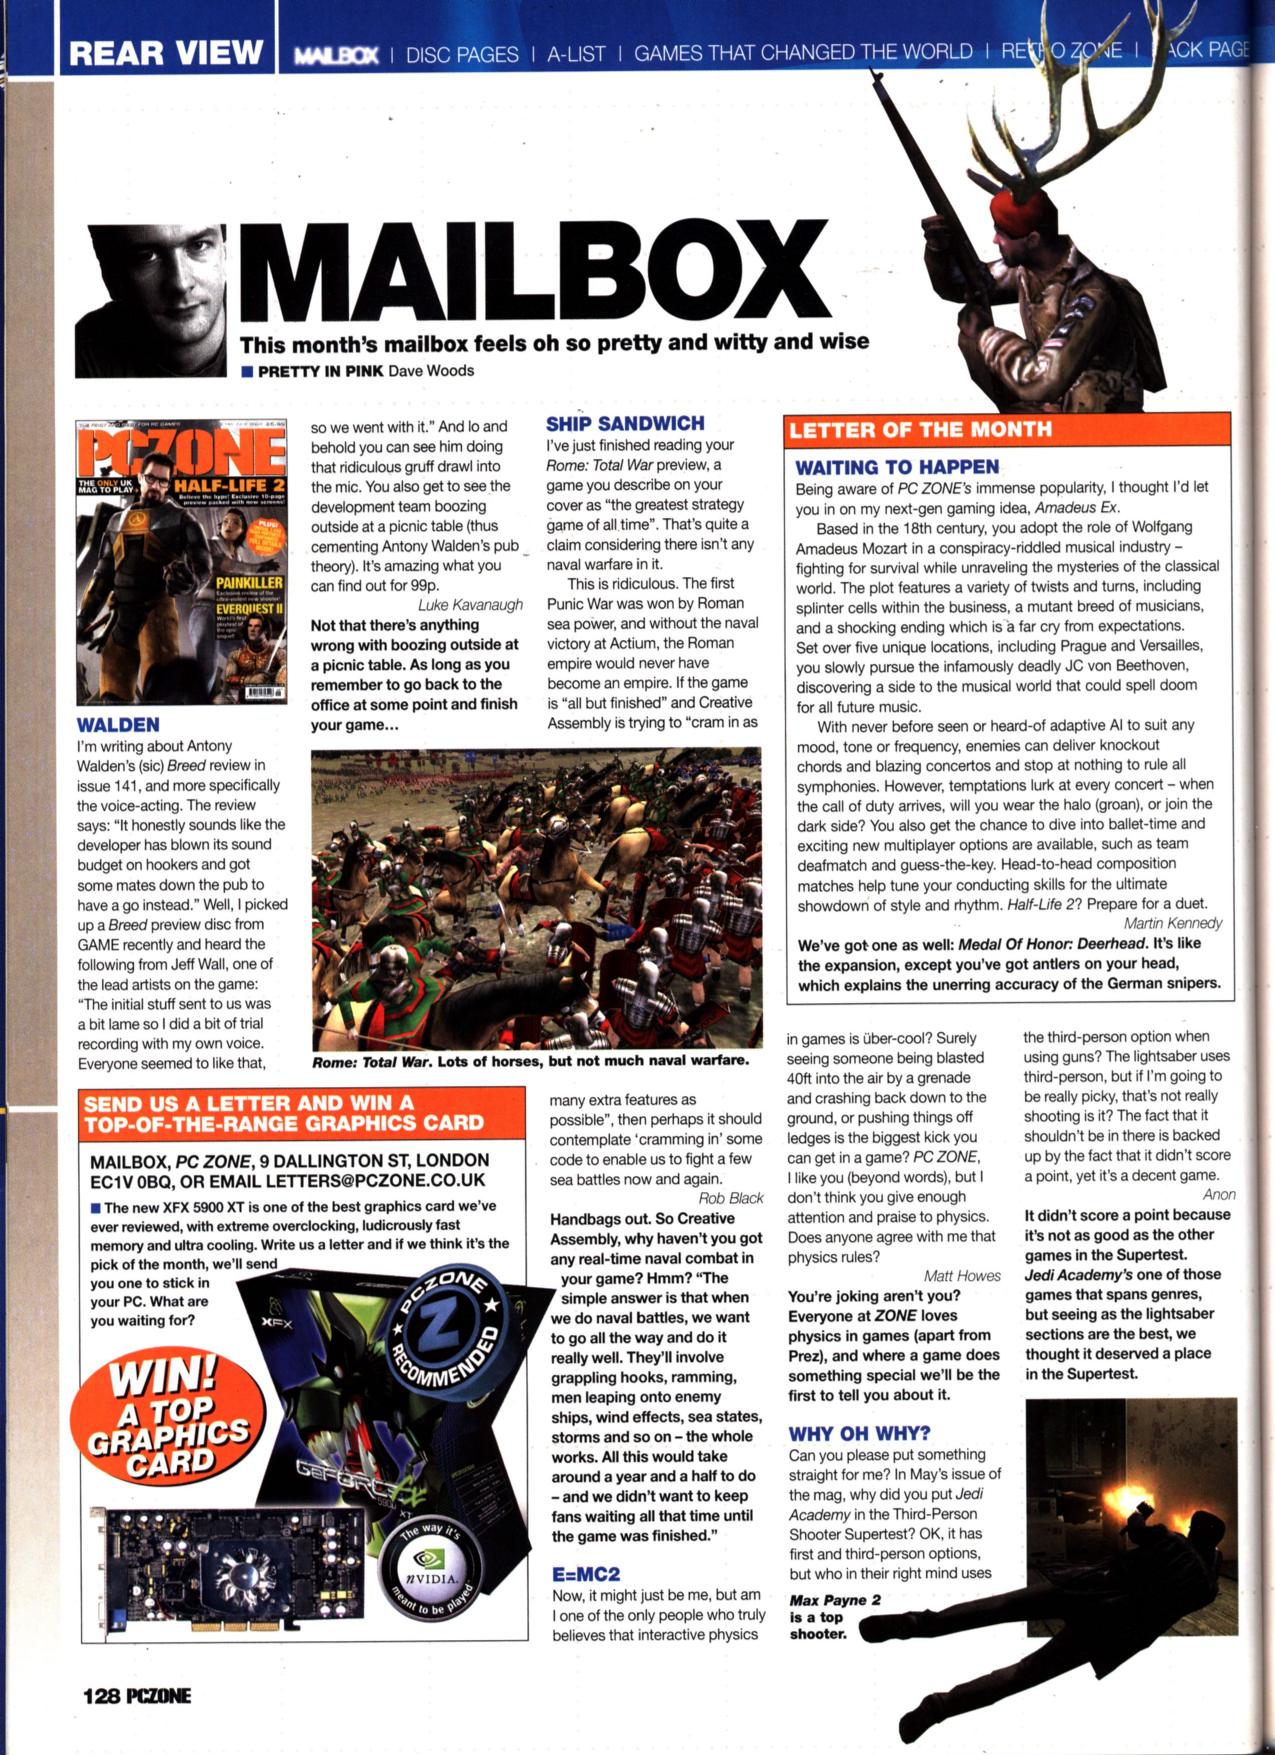 REAR VIEW
MAILBOX | DISC PAGES | A-LIST | GAMES THAT CHANGED THE WORLD | RETRO ZONE | BACK PAGE
MAILBOX
This month's mailbox feels oh so pretty and witty and wise
■ PRETTY IN PINK Dave Woods
PCZONE
THE ONLY UK
MAG TO PLAY
HALF-LIFE 2
Believe the hype! Exclusive 10-page
preview packed with new screens!
PLUS!
PAINKILLER
EVERQUEST II
WALDEN
I'm writing about Antony
Walden's (sic) Breed review in
issue 141, and more specifically
the voice-acting. The review
says: "It honestly sounds like the
developer has blown its sound
budget on hookers and got
some mates down the pub to
have a go instead." Well, I picked
up a Breed preview disc from
GAME recently and heard the
following from Jeff Wall, one of
the lead artists on the game:
"The initial stuff sent to us was
a bit lame so I did a bit of trial
recording with my own voice.
Everyone seemed to like that,
so we went with it." And lo and
behold you can see him doing
that ridiculous gruff drawl into
the mic. You also get to see the
development team boozing
outside at a picnic table (thus
cementing Antony Walden's pub
theory). It's amazing what you
can find out for 99p.
Luke Kavanaugh
Not that there's anything
wrong with boozing outside at
a picnic table. As long as you
remember to go back to the
office at some point and finish
your game...
Rome: Total War. Lots of horses, but not much naval warfare.
SHIP SANDWICH
I've just finished reading your
Rome: Total War preview, a
game you describe on your
cover as "the greatest strategy
game of all time". That's quite a
claim considering there isn't any
naval warfare in it.
This is ridiculous. The first
Punic War was won by Roman
sea power, and without the naval
victory at Actium, the Roman
empire would never have
become an empire. If the game
is "all but finished" and Creative
Assembly is trying to "cram in as
many extra features as
possible", then perhaps it should
contemplate 'cramming in' some
code to enable us to fight a few
sea battles now and again.
Rob Black
Handbags out. So Creative
Assembly, why haven't you got
any real-time naval combat in
your game? Hmm? "The
simple answer is that when
we do naval battles, we want
to go all the way and do it
really well. They'll involve
grappling hooks, ramming,
men leaping onto enemy
ships, wind effects, sea states,
storms and so on – the whole
works. All this would take
around a year and a half to do
– and we didn't want to keep
fans waiting all that time until
the game was finished."
E=MC2
Now, it might just be me, but am
I one of the only people who truly
believes that interactive physics
in games is über-cool? Surely
seeing someone being blasted
40ft into the air by a grenade
and crashing back down to the
ground, or pushing things off
ledges is the biggest kick you
can get in a game? PC ZONE,
I like you (beyond words), but I
don't think you give enough
attention and praise to physics.
Does anyone agree with me that
physics rules?
Matt Howes
You're joking aren't you?
Everyone at ZONE loves
physics in games (apart from
Prez), and where a game does
something special we'll be the
first to tell you about it.
WHY OH WHY?
Can you please put something
straight for me? In May's issue of
the mag, why did you put Jedi
Academy in the Third-Person
Shooter Supertest? OK, it has
first and third-person options,
but who in their right mind uses
the third-person option when
using guns? The lightsaber uses
third-person, but if I'm going to
be really picky, that's not really
shooting is it? The fact that it
shouldn't be in there is backed
up by the fact that it didn't score
a point, yet it's a decent game.
Anon
It didn't score a point because
it's not as good as the other
games in the Supertest.
Jedi Academy's one of those
games that spans genres,
but seeing as the lightsaber
sections are the best, we
thought it deserved a place
in the Supertest.
Max Payne 2
is a top
shooter.
LETTER OF THE MONTH
WAITING TO HAPPEN
Being aware of PC ZONE's immense popularity, I thought I'd let
you in on my next-gen gaming idea, Amadeus Ex.
Based in the 18th century, you adopt the role of Wolfgang
Amadeus Mozart in a conspiracy-riddled musical industry –
fighting for survival while unraveling the mysteries of the classical
world. The plot features a variety of twists and turns, including
splinter cells within the business, a mutant breed of musicians,
and a shocking ending which is a far cry from expectations.
Set over five unique locations, including Prague and Versailles,
you slowly pursue the infamously deadly JC von Beethoven,
discovering a side to the musical world that could spell doom
for all future music.
With never before seen or heard-of adaptive AI to suit any
mood, tone or frequency, enemies can deliver knockout
chords and blazing concertos and stop at nothing to rule all
symphonies. However, temptations lurk at every concert – when
the call of duty arrives, will you wear the halo (groan), or join the
dark side? You also get the chance to dive into ballet-time and
exciting new multiplayer options are available, such as team
deafmatch and guess-the-key. Head-to-head composition
matches help tune your conducting skills for the ultimate
showdown of style and rhythm. Half-Life 2? Prepare for a duet.
Martin Kennedy
We've got one as well: Medal Of Honor: Deerhead. It's like
the expansion, except you've got antlers on your head,
which explains the unerring accuracy of the German snipers.
SEND US A LETTER AND WIN A
TOP-OF-THE-RANGE GRAPHICS CARD
MAILBOX, PC ZONE, 9 DALLINGTON ST, LONDON
EC1V 0BQ, OR EMAIL LETTERS@PCZONE.CO.UK
■ The new XFX 5900 XT is one of the best graphics card we've
ever reviewed, with extreme overclocking, ludicrously fast
memory and ultra cooling. Write us a letter and if we think it's the
pick of the month, we'll send
you one to stick in
your PC. What are
you waiting for?
WIN!
A TOP
GRAPHICS
CARD
XFX
PCZONE
Z
RECOMMENDED
GEFORCE FX
5900
XT
The way it's
nVIDIA.
meant to be played
128 PCZONE